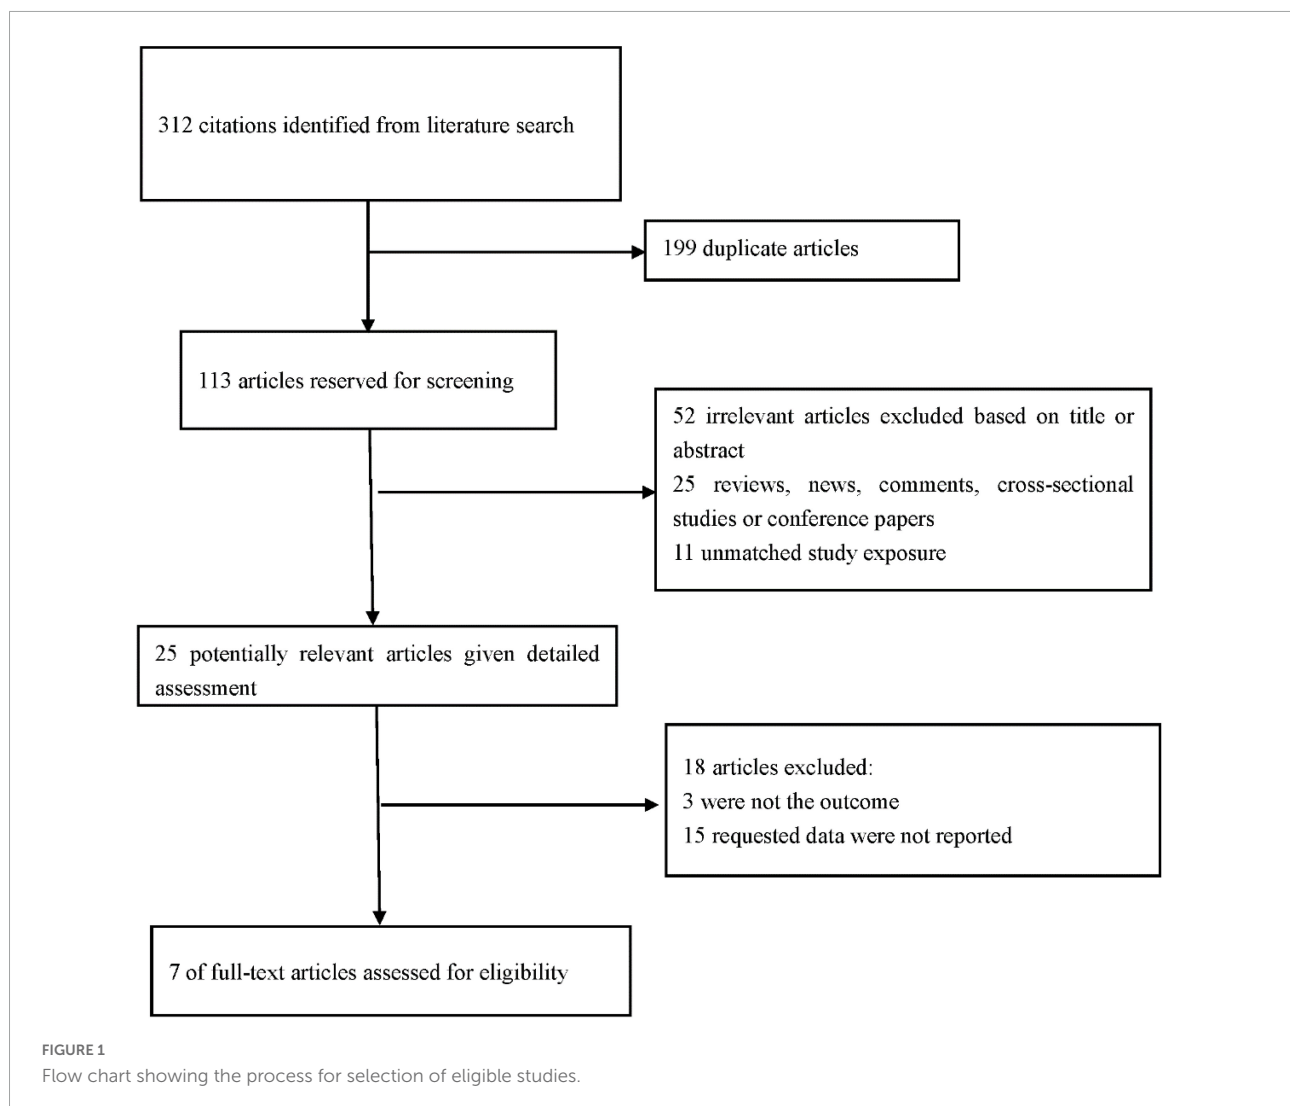 312 citations identified from literature search
199 duplicate articles
113 articles reserved for screening
52 irrelevant articles excluded based on title or
abstract
25 reviews, news, comments, cross-sectional
studies or conference papers
11 unmatched study exposure
25 potentially relevant articles given detailed
assessment
18 articles excluded:
3 were not the outcome
15 requested data were not reported
7 of full-text articles assessed for eligibility
FIGURE 1
Flow chart showing the process for selection of eligible studies.